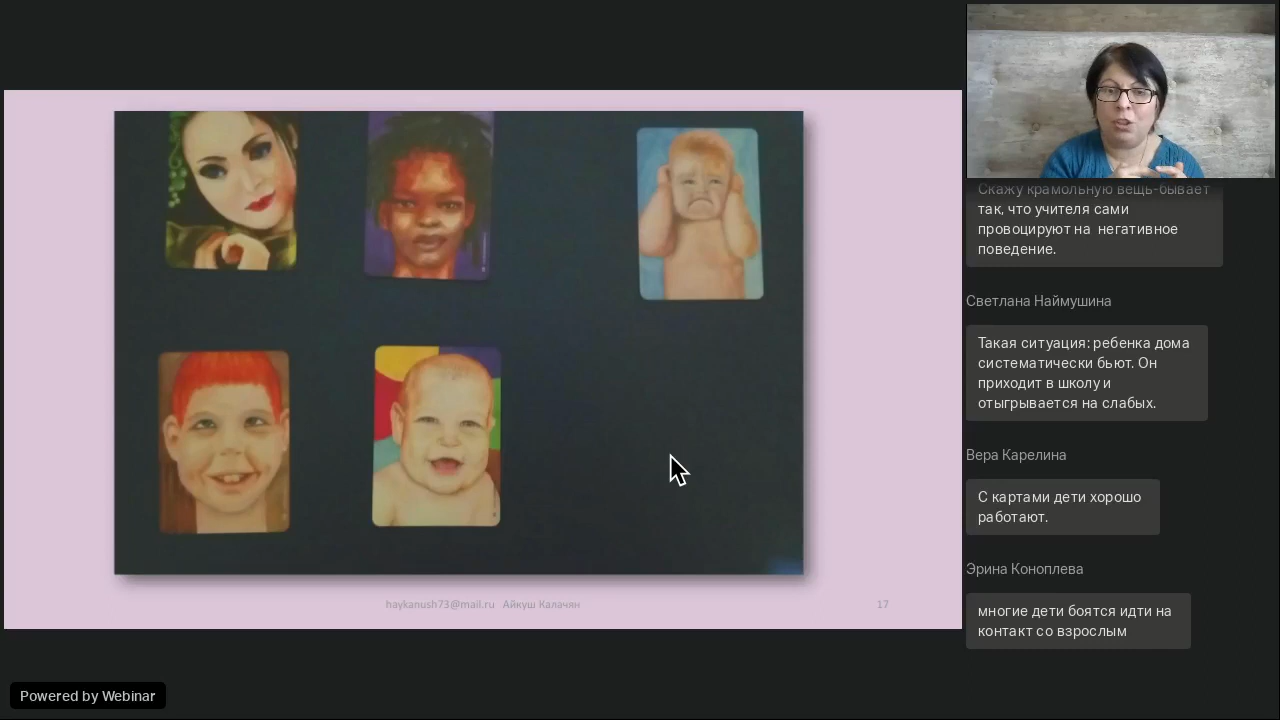 Скажу крамольную вещь-бывает
так, что учителя сами
провоцируют на негативное
поведение.
Светлана Наймушина
Такая ситуация: ребенка дома
систематически бьют. Он
приходит в школу и
отыгрывается на слабых.
Вера Карелина
С картами дети хорошо
работают.
Эрина Коноплева
многие дети боятся идти на
контакт со взрослым
haykanush73@mail.ru Айкуш Калачян
17
Powered by Webinar